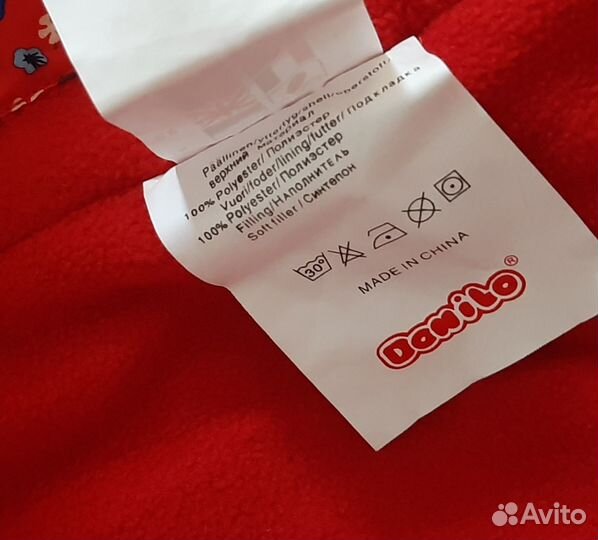 Päällinen/yttertyg/shell/oberstoff/
верхний материал
100% Polyester/Полиэстер
Vuori/foder/lining/futter/Подкладка
100% Polyester/Полиэстер
Filling/Наполнитель
Soft filler/Синтепон
30°
MADE IN CHINA
Danilo®
Avito